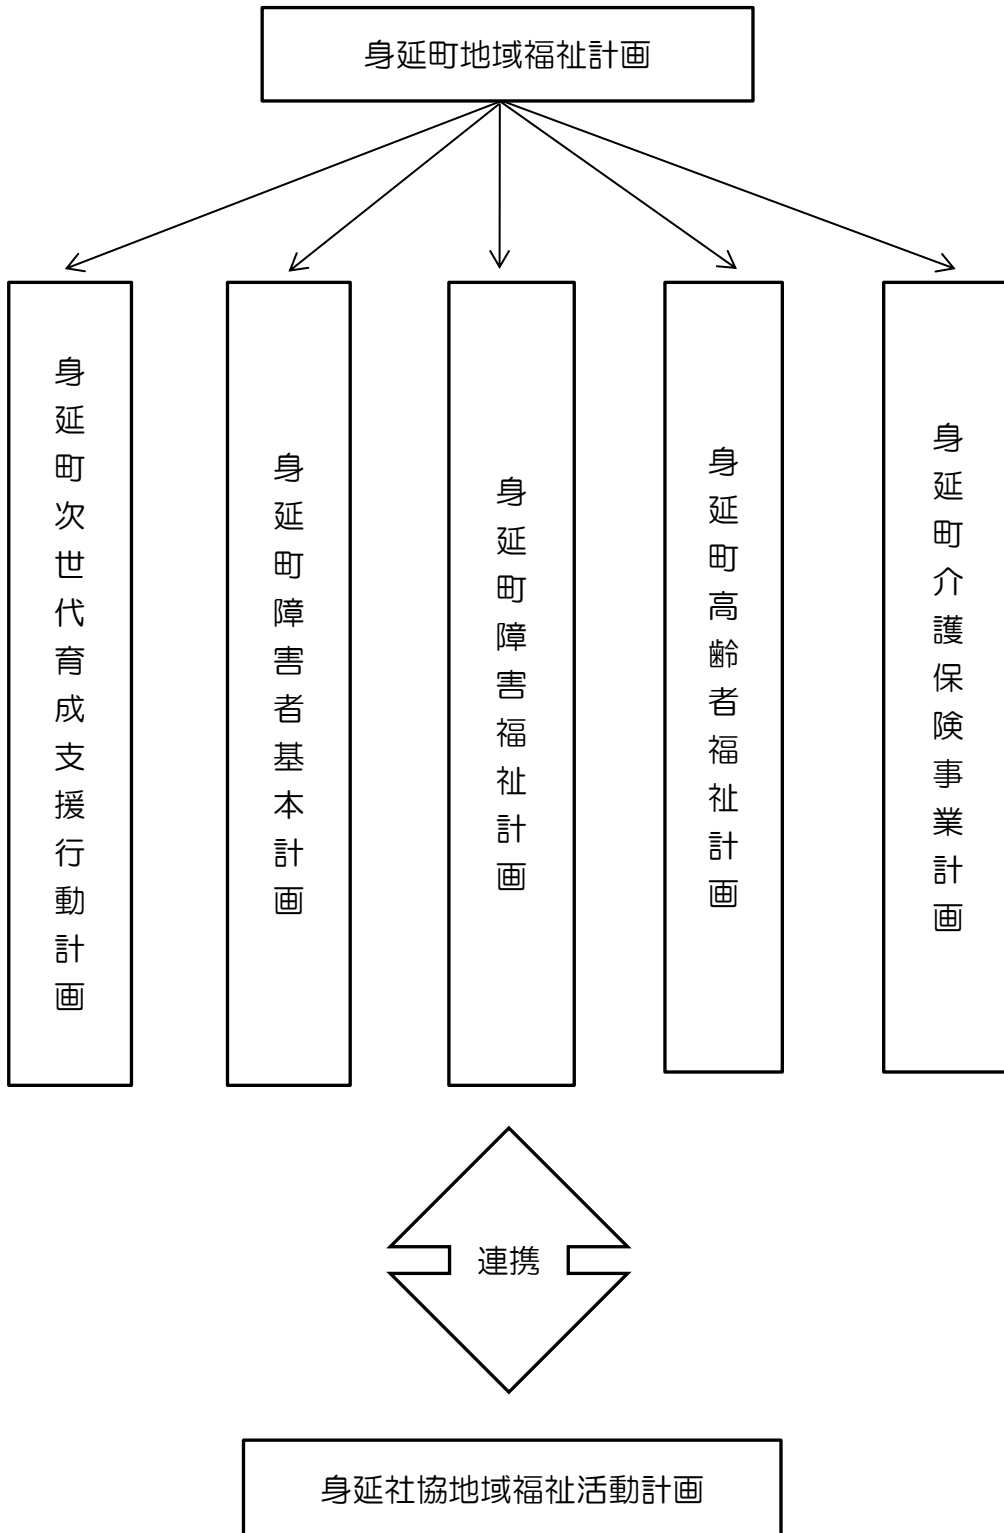 身延町地域福祉計画
身延町次世代育成支援行動計画
身延町障害者基本計画
身延町障害福祉計画
身延町高齢者福祉計画
身延町介護保険事業計画
連携
身延社協地域福祉活動計画